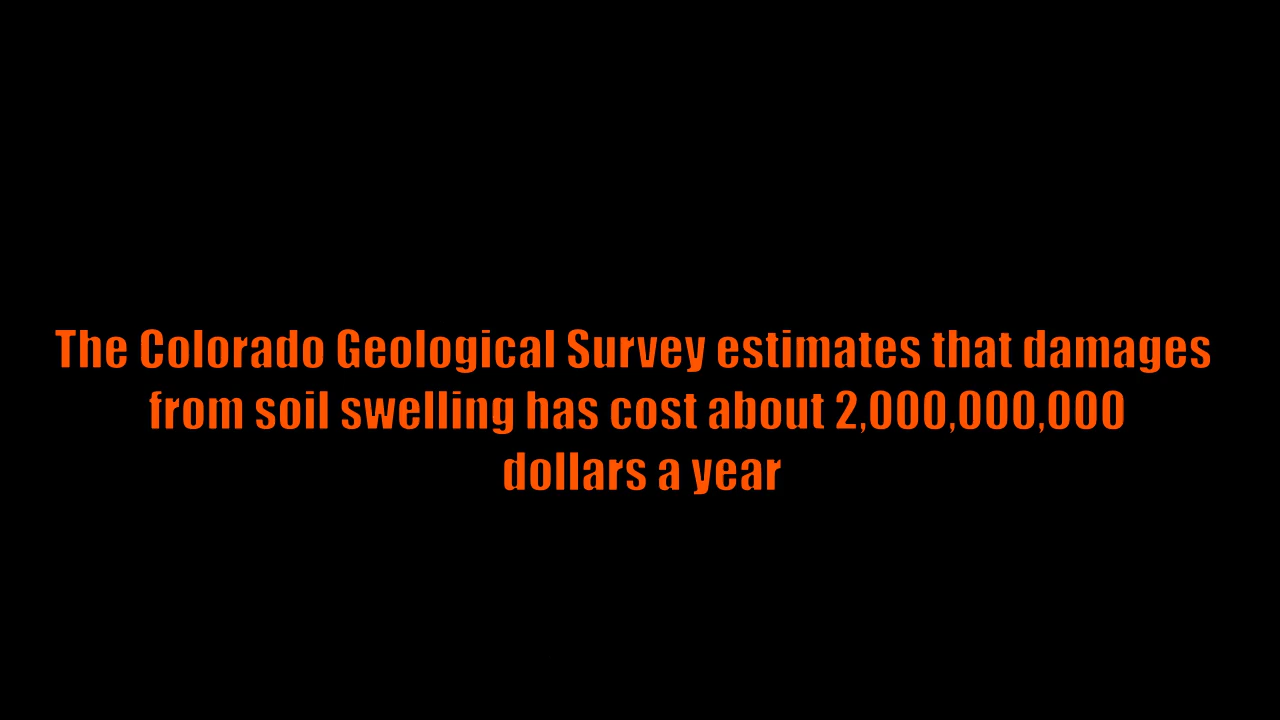 The Colorado Geological Survey estimates that damages
from soil swelling has cost about 2,000,000,000
dollars a year